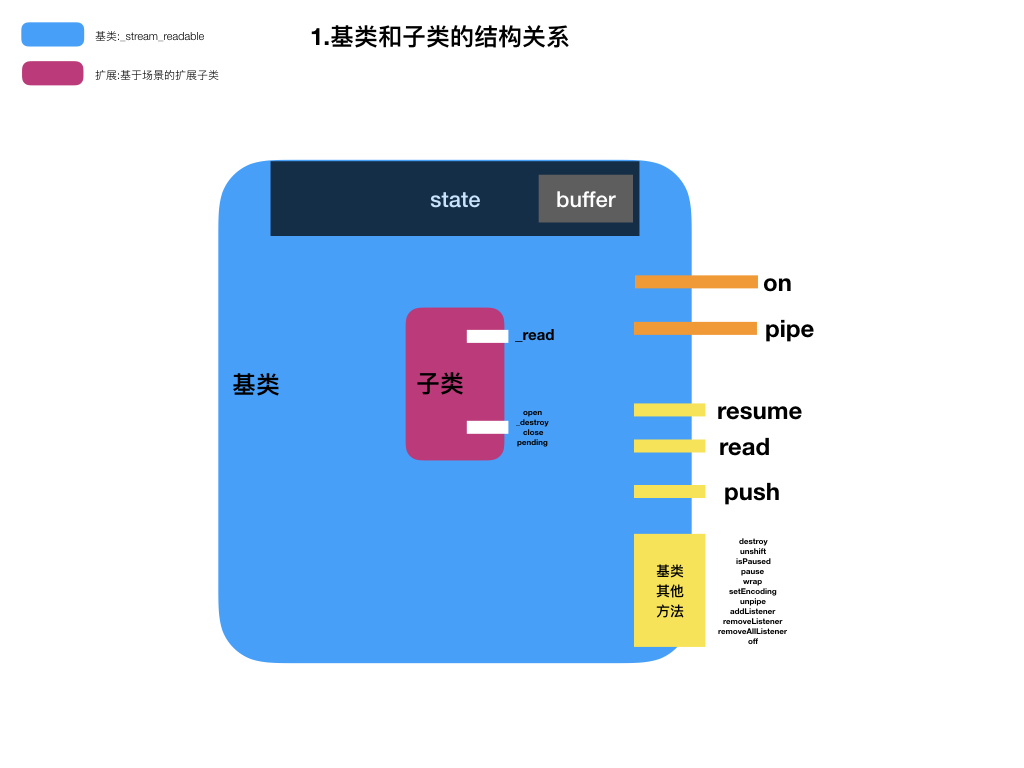 基类:_stream_readable
1.基类和子类的结构关系
扩展:基于场景的扩展子类
state
buffer
on
pipe
_read
基类
子类
open
_destroy
close
pending
resume
read
push
基类
其他
方法
destroy
unshift
isPaused
pause
wrap
setEncoding
unpipe
addListener
removeListener
removeAllListener
off